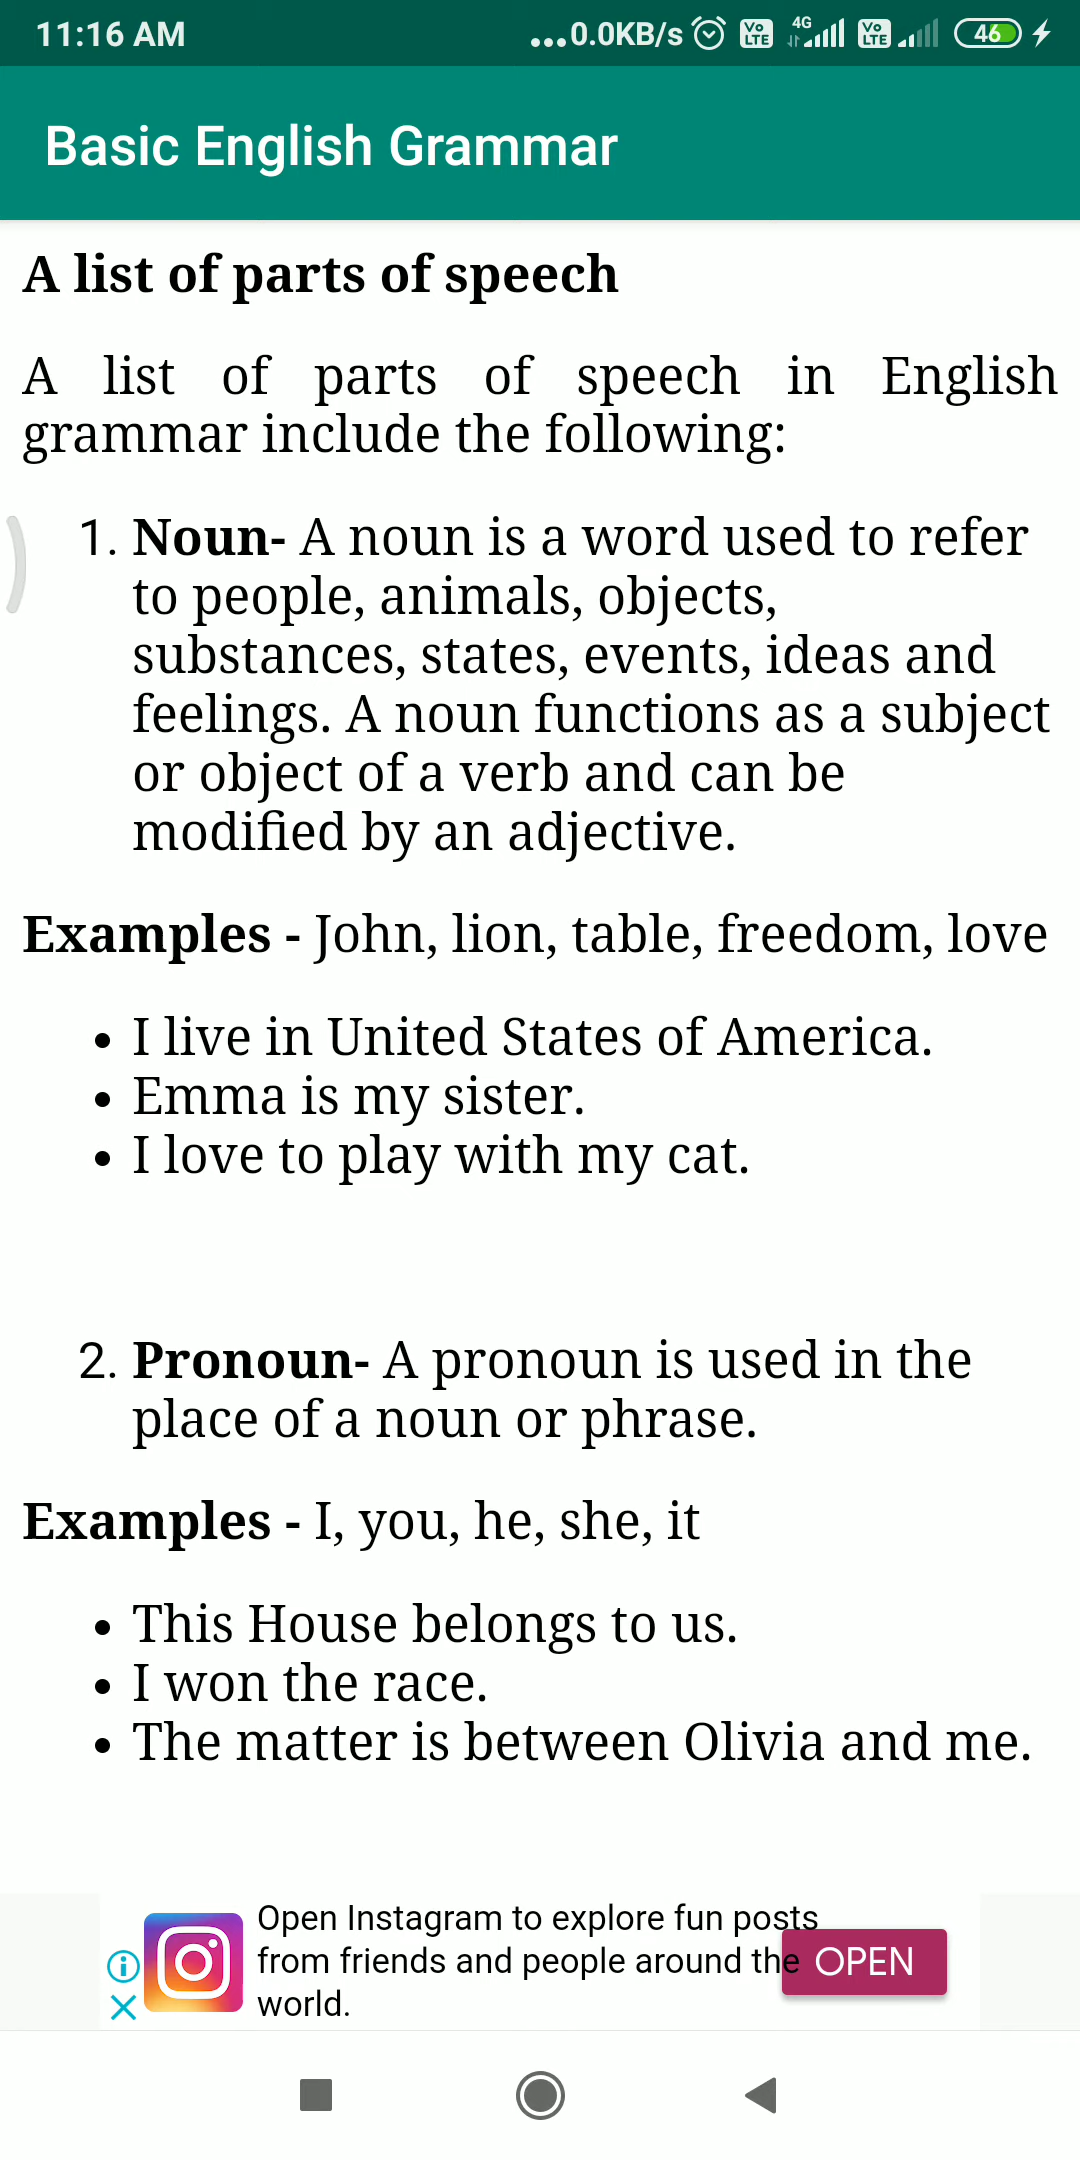 11:16 AM
...0.0KB/s Vo LTE 4G Vo LTE 46
Basic English Grammar
A list of parts of speech
A list of parts of speech in English
grammar include the following:
1. Noun- A noun is a word used to refer
to people, animals, objects,
substances, states, events, ideas and
feelings. A noun functions as a subject
or object of a verb and can be
modified by an adjective.
Examples - John, lion, table, freedom, love
• I live in United States of America.
• Emma is my sister.
• I love to play with my cat.
2. Pronoun- A pronoun is used in the
place of a noun or phrase.
Examples - I, you, he, she, it
• This House belongs to us.
• I won the race.
• The matter is between Olivia and me.
Open Instagram to explore fun posts
from friends and people around the
world.
OPEN